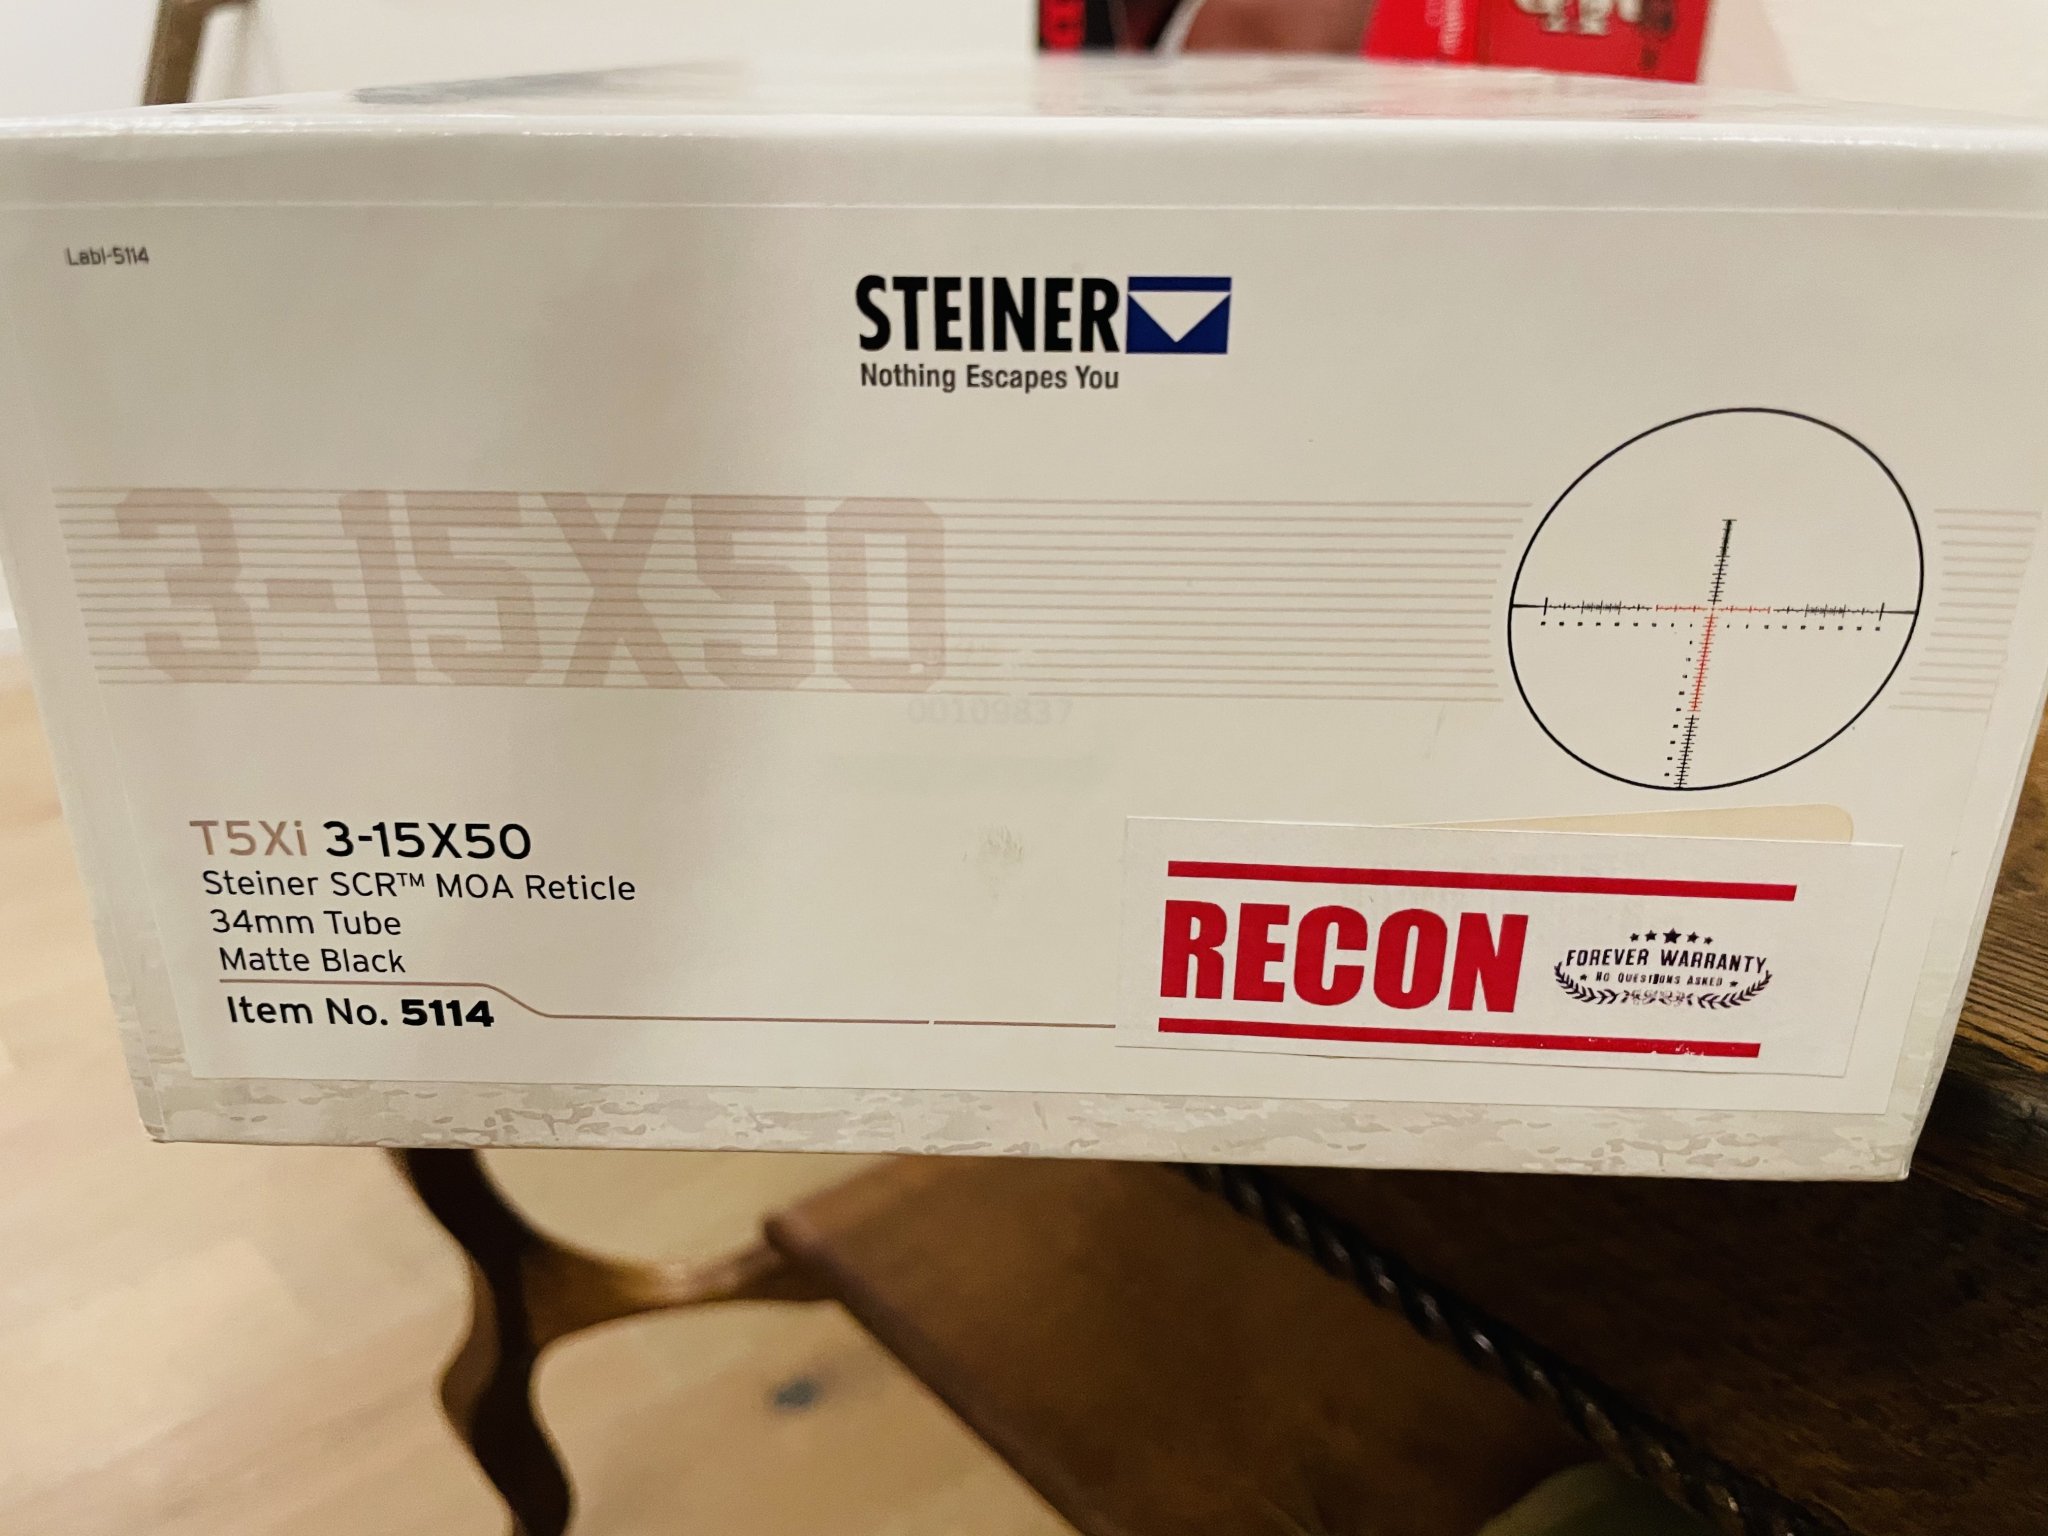 Labl-5114
STEINER
Nothing Escapes You
3-15X50
00109837
T5Xi 3-15X50
Steiner SCR™ MOA Reticle
34mm Tube
Matte Black
Item No. 5114
RECON
FOREVER WARRANTY
NO QUESTIONS ASKED